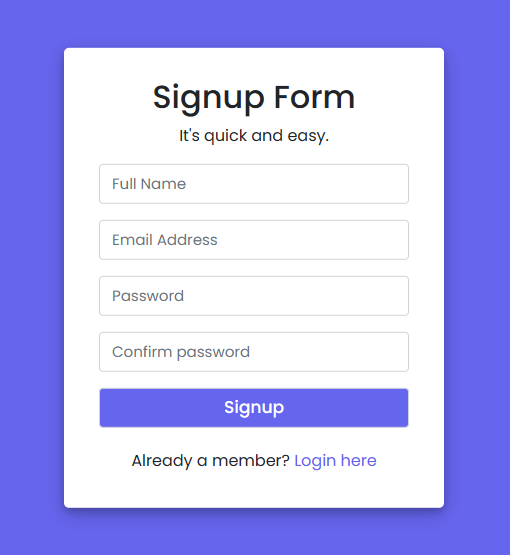 Signup Form
It's quick and easy.
Full Name
Email Address
Password
Confirm password
Signup
Already a member? Login here